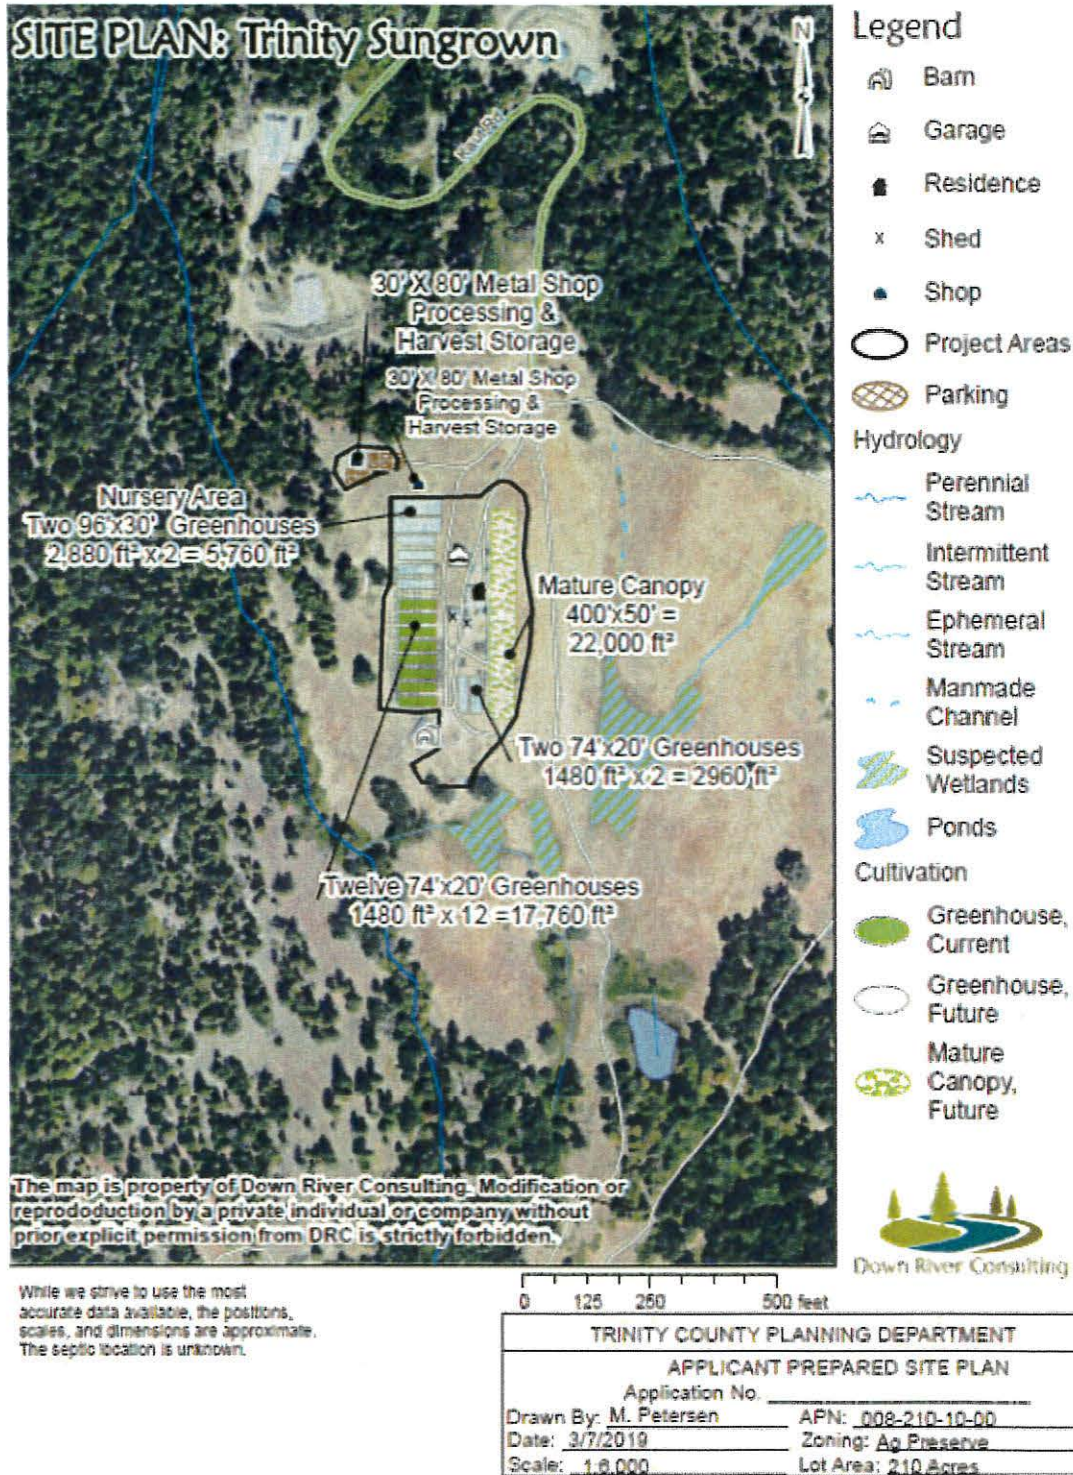 SITE PLAN: Trinity Sungrown
N
30' X 80' Metal Shop
Processing &
Harvest Storage
30' X 80' Metal Shop
Processing &
Harvest Storage
Nursery Area
Two 96'x30' Greenhouses
2,880 ft² x 2 = 5,760 ft²
Mature Canopy
400'x50' =
22,000 ft²
Two 74'x20' Greenhouses
1480 ft² x 2 = 2960 ft²
Twelve 74'x20' Greenhouses
1480 ft² x 12 =17,760 ft²
The map is property of Down River Consulting. Modification or
reprododuction by a private individual or company without
prior explicit permission from DRC is strictly forbidden.
Legend
Barn
Garage
Residence
x Shed
Shop
Project Areas
Parking
Hydrology
Perennial
Stream
Intermittent
Stream
Ephemeral
Stream
Manmade
Channel
Suspected
Wetlands
Ponds
Cultivation
Greenhouse,
Current
Greenhouse,
Future
Mature
Canopy,
Future
Down River Consulting
While we strive to use the most
accurate data available, the positions,
scales, and dimensions are approximate.
The septic location is unknown.
0 125 250 500 feet
TRINITY COUNTY PLANNING DEPARTMENT
APPLICANT PREPARED SITE PLAN
Application No.
Drawn By: M. Petersen APN: 008-210-10-00
Date: 3/7/2019 Zoning: Ag Preserve
Scale: 1:6,000 Lot Area: 210 Acres